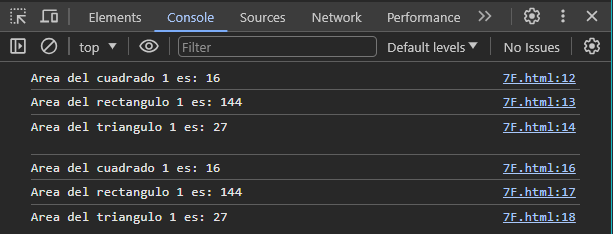 Elements Console Sources Network Performance
top Filter Default levels No Issues
Area del cuadrado 1 es: 16 7F.html:12
Area del rectangulo 1 es: 144 7F.html:13
Area del triangulo 1 es: 27 7F.html:14
Area del cuadrado 1 es: 16 7F.html:16
Area del rectangulo 1 es: 144 7F.html:17
Area del triangulo 1 es: 27 7F.html:18